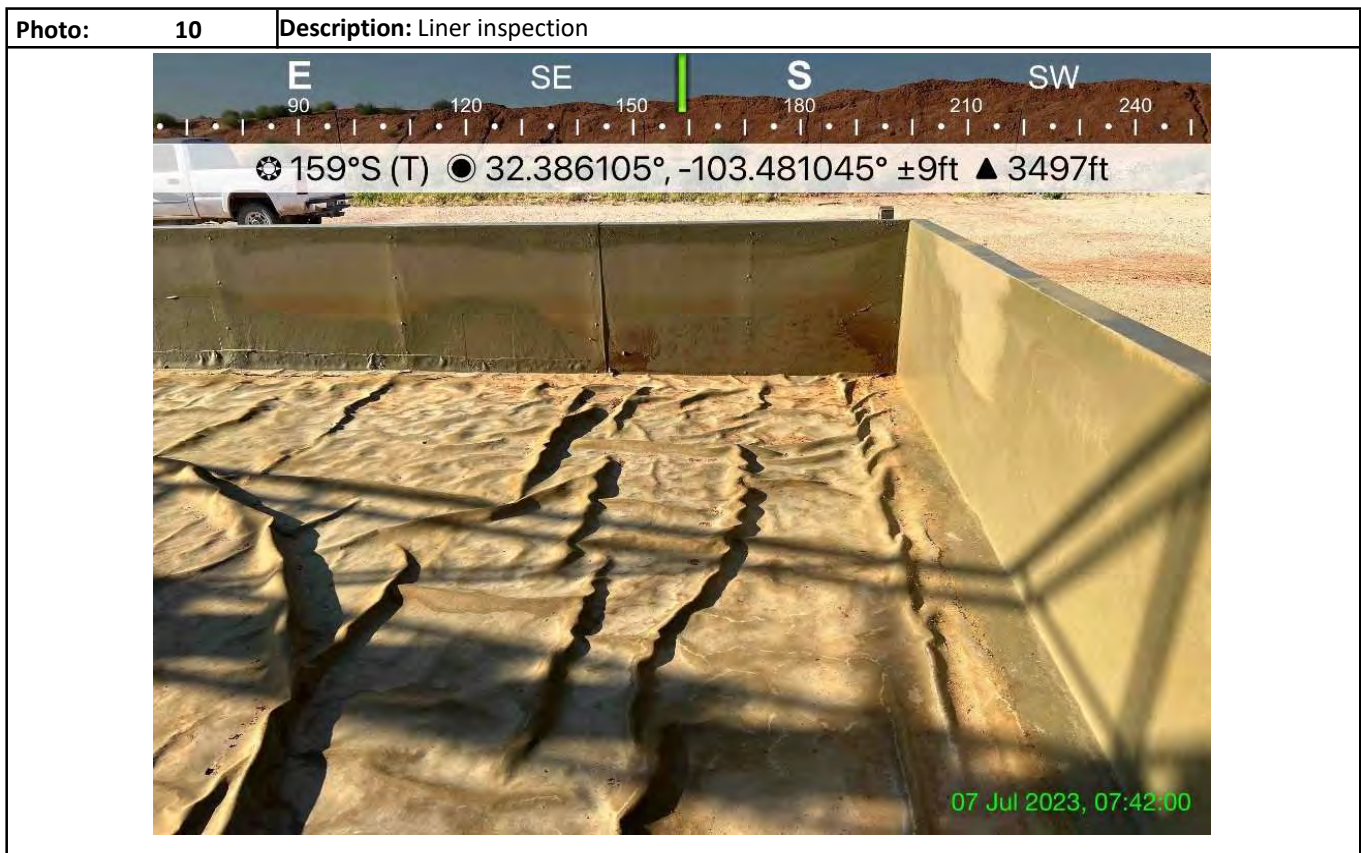 Photo: 10 Description: Liner inspection
E SE S SW
90 120 150 180 210 240
159°S (T) 32.386105°, -103.481045° ±9ft ▲ 3497ft
07 Jul 2023, 07:42:00